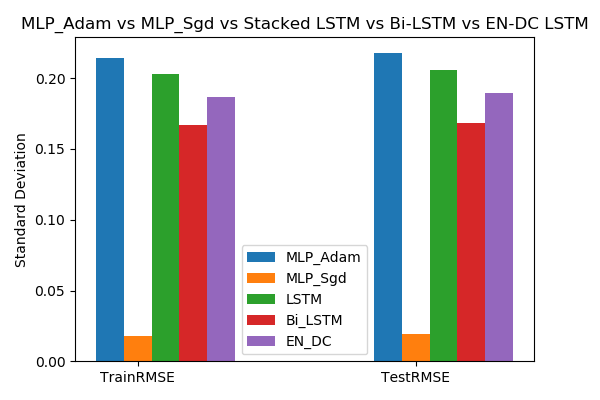 MLP_Adam vs MLP_Sgd vs Stacked LSTM vs Bi-LSTM vs EN-DC LSTM
Standard Deviation
0.20
0.15
0.10
0.05
0.00
MLP_Adam
MLP_Sgd
LSTM
Bi_LSTM
EN_DC
TrainRMSE
TestRMSE